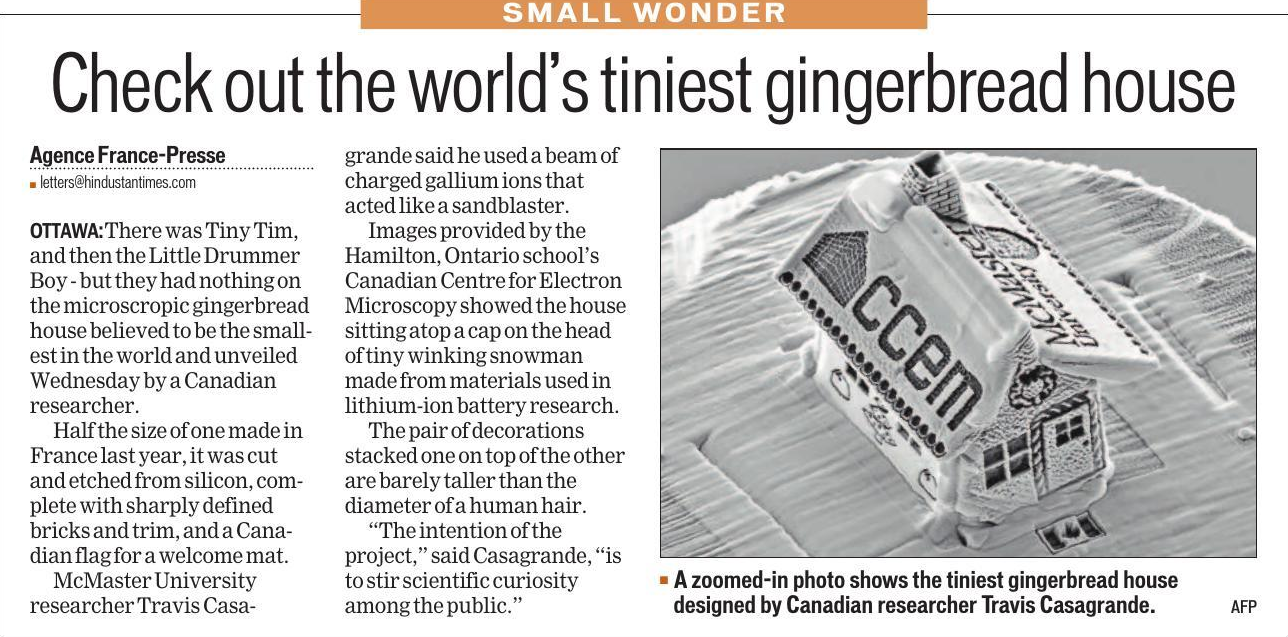 SMALL WONDER
Check out the world's tiniest gingerbread house
Agence France-Presse
letters@hindustantimes.com
OTTAWA: There was Tiny Tim,
and then the Little Drummer
Boy - but they had nothing on
the microscropic gingerbread
house believed to be the small-
est in the world and unveiled
Wednesday by a Canadian
researcher.
Half the size of one made in
France last year, it was cut
and etched from silicon, com-
plete with sharply defined
bricks and trim, and a Cana-
dian flag for a welcome mat.
McMaster University
researcher Travis Casa-
grande said he used a beam of
charged gallium ions that
acted like a sandblaster.
Images provided by the
Hamilton, Ontario school's
Canadian Centre for Electron
Microscopy showed the house
sitting atop a cap on the head
of tiny winking snowman
made from materials used in
lithium-ion battery research.
The pair of decorations
stacked one on top of the other
are barely taller than the
diameter of a human hair.
“The intention of the
project,” said Casagrande, “is
to stir scientific curiosity
among the public.”
ccem
McMaster
University
A zoomed-in photo shows the tiniest gingerbread house
designed by Canadian researcher Travis Casagrande.
AFP